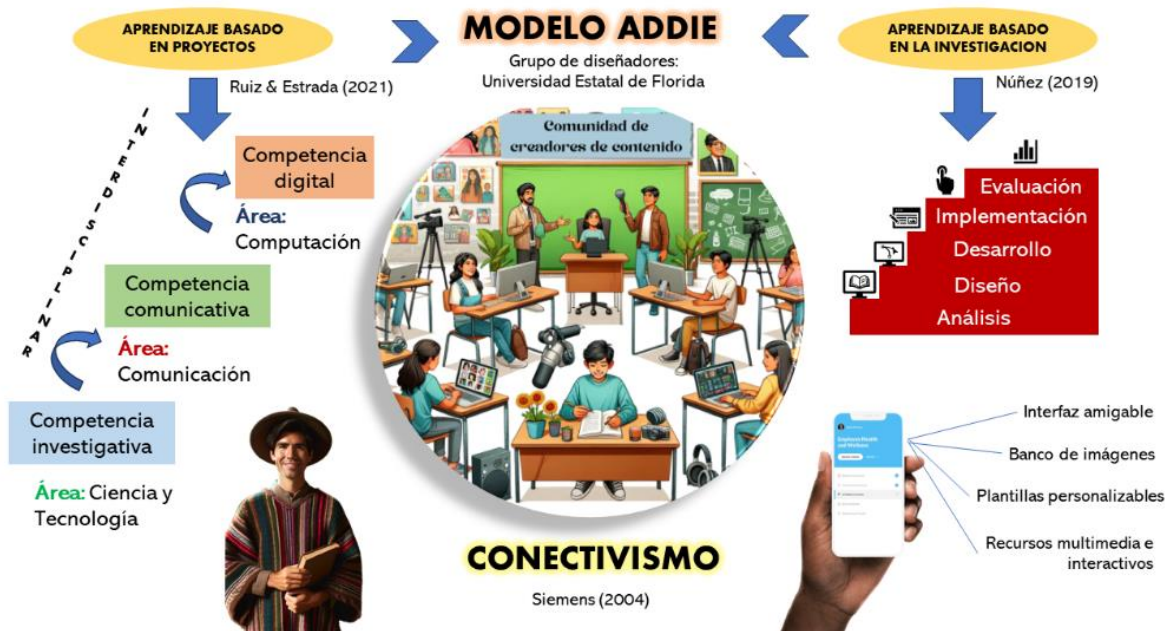 APRENDIZAJE BASADO
EN PROYECTOS
Ruiz & Estrada (2021)
INTERDISCIPLINAR
Competencia
digital
Área:
Computación
Competencia
comunicativa
Área:
Comunicación
Competencia
investigativa
Área: Ciencia y
Tecnología
MODELO ADDIE
Grupo de diseñadores:
Universidad Estatal de Florida
Comunidad de
creadores de contenido
CONECTIVISMO
Siemens (2004)
APRENDIZAJE BASADO
EN LA INVESTIGACION
Núñez (2019)
Evaluación
Implementación
Desarrollo
Diseño
Análisis
Interfaz amigable
Banco de imágenes
Plantillas personalizables
Recursos multimedia e
interactivos